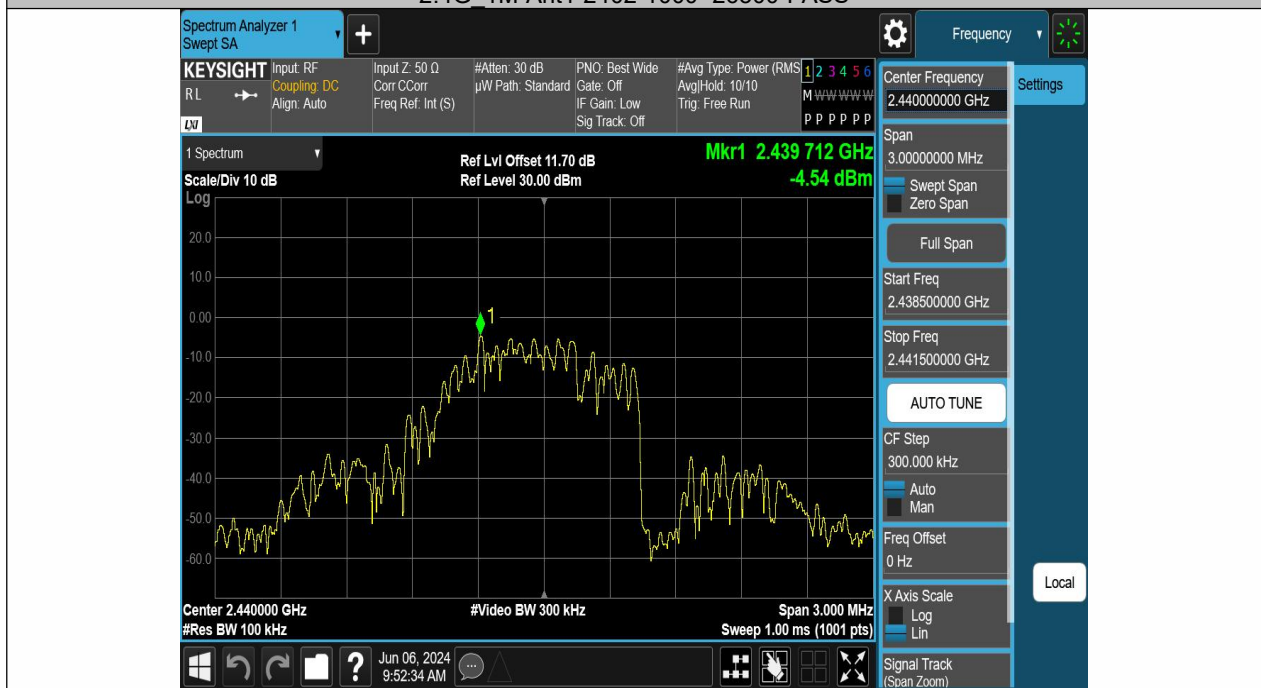 Spectrum Analyzer 1
Swept SA
Frequency
KEYSIGHT
RL
LXI
Input: RF
Coupling: DC
Align: Auto
Input Z: 50 Ω
Corr CCorr
Freq Ref: Int (S)
#Atten: 30 dB
µW Path: Standard
PNO: Best Wide
Gate: Off
IF Gain: Low
Sig Track: Off
#Avg Type: Power (RMS
Avg|Hold: 10/10
Trig: Free Run
1 2 3 4 5 6
M W W W W W
P P P P P P
Center Frequency
2.440000000 GHz
Settings
Span
3.00000000 MHz
Swept Span
Zero Span
Full Span
Start Freq
2.438500000 GHz
Stop Freq
2.441500000 GHz
AUTO TUNE
CF Step
300.000 kHz
Auto
Man
Freq Offset
0 Hz
X Axis Scale
Log
Lin
Local
Signal Track
(Span Zoom)
1 Spectrum
Scale/Div 10 dB
Log
Ref Lvl Offset 11.70 dB
Ref Level 30.00 dBm
Mkr1 2.439 712 GHz
-4.54 dBm
20.0
10.0
0.00
1
-10.0
-20.0
-30.0
-40.0
-50.0
-60.0
Center 2.440000 GHz
#Res BW 100 kHz
#Video BW 300 kHz
Span 3.000 MHz
Sweep 1.00 ms (1001 pts)
?
Jun 06, 2024
9:52:34 AM